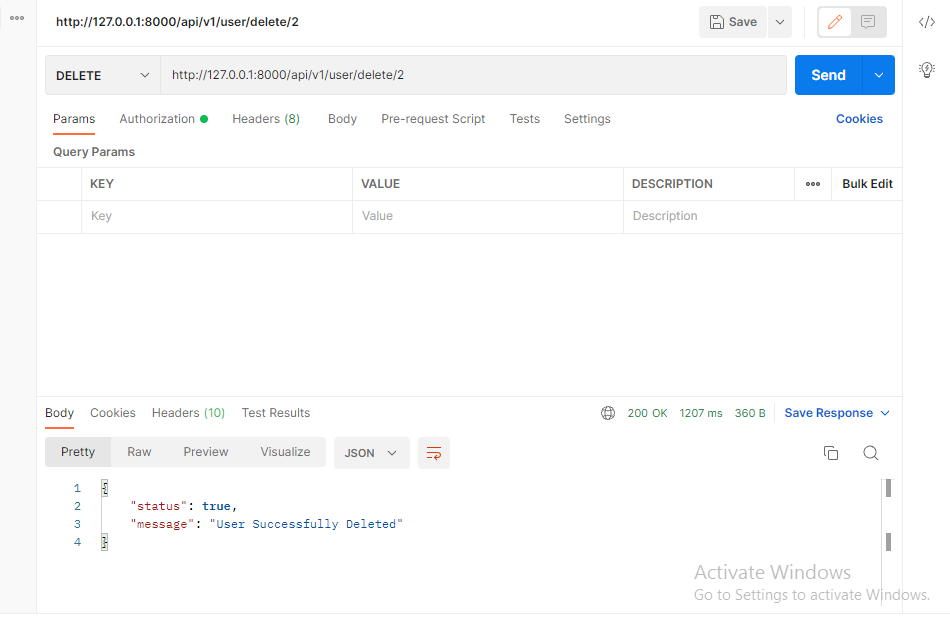 http://127.0.0.1:8000/api/v1/user/delete/2
Save
DELETE http://127.0.0.1:8000/api/v1/user/delete/2 Send
Params Authorization Headers (8) Body Pre-request Script Tests Settings Cookies
Query Params
KEY VALUE DESCRIPTION Bulk Edit
Key Value Description
Body Cookies Headers (10) Test Results 200 OK 1207 ms 360 B Save Response
Pretty Raw Preview Visualize JSON
1 {
2 "status": true,
3 "message": "User Successfully Deleted"
4 }
Activate Windows
Go to Settings to activate Windows.